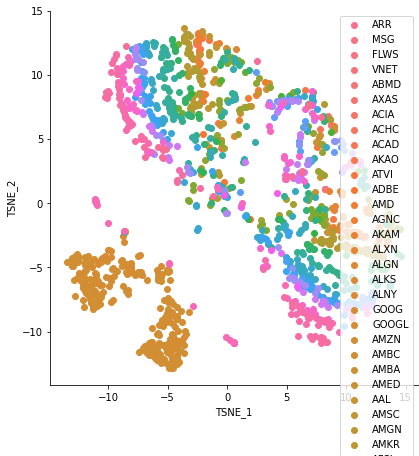 15
10
5
0
−5
−10
−10
−5
0
5
10
15
TSNE_2
TSNE_1
ARR
MSG
FLWS
VNET
ABMD
AXAS
ACIA
ACHC
ACAD
AKAO
ATVI
ADBE
AMD
CNC
AKAM
ALXN
ALGN
ALKS
ALNY
GOOG
GOOGL
AMZN
AMBC
AMBA
AMED
AAL
AMSC
AMGN
AMKR